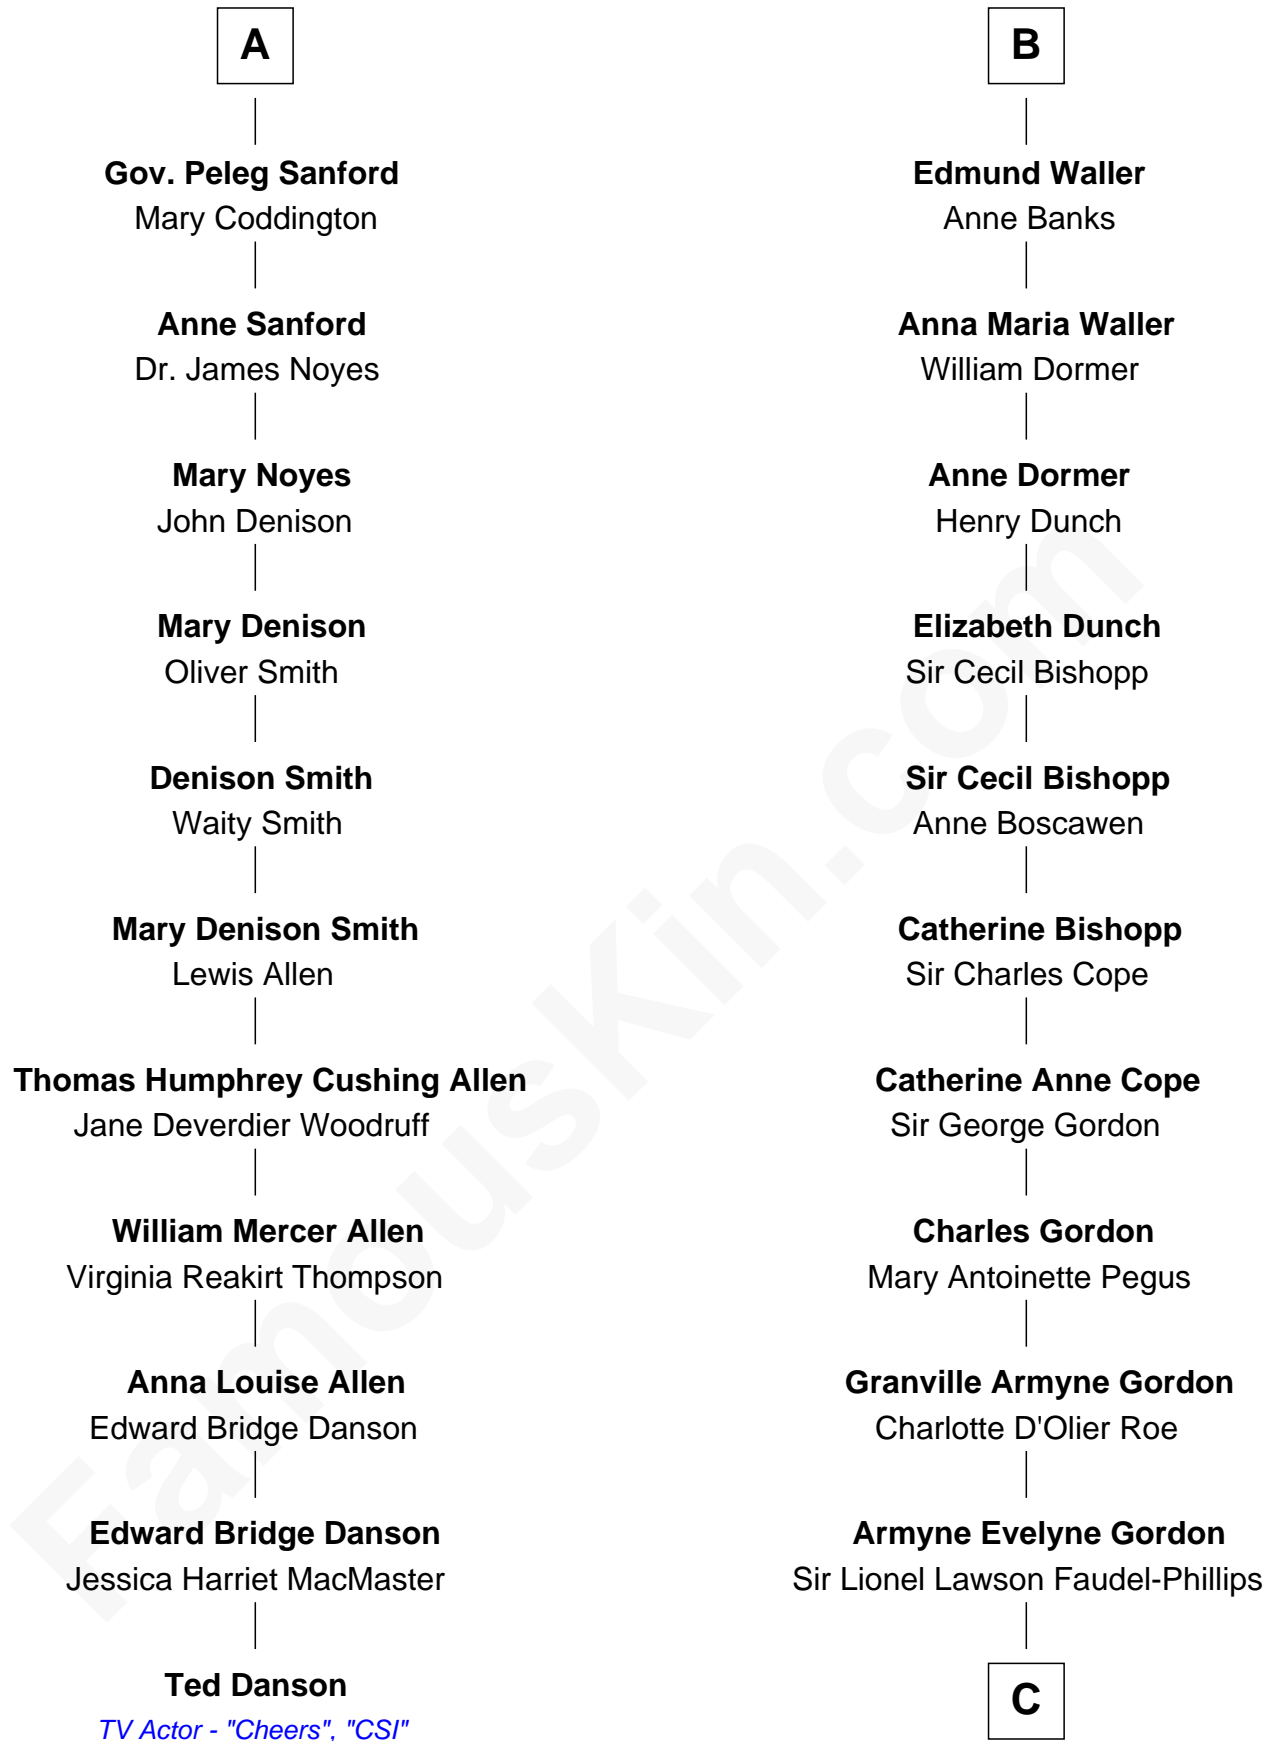 A
Gov. Peleg Sanford
Mary Coddington
Anne Sanford
Dr. James Noyes
Mary Noyes
John Denison
Mary Denison
Oliver Smith
Denison Smith
Waity Smith
Mary Denison Smith
Lewis Allen
Thomas Humphrey Cushing Allen
Jane Deverdier Woodruff
William Mercer Allen
Virginia Reakirt Thompson
Anna Louise Allen
Edward Bridge Danson
Edward Bridge Danson
Jessica Harriet MacMaster
Ted Danson
TV Actor - "Cheers", "CSI"
B
Edmund Waller
Anne Banks
Anna Maria Waller
William Dormer
Anne Dormer
Henry Dunch
Elizabeth Dunch
Sir Cecil Bishopp
Sir Cecil Bishopp
Anne Boscawen
Catherine Bishopp
Sir Charles Cope
Catherine Anne Cope
Sir George Gordon
Charles Gordon
Mary Antoinette Pegus
Granville Armyne Gordon
Charlotte D'Olier Roe
Armyne Evelyne Gordon
Sir Lionel Lawson Faudel-Phillips
C
FamousKin.com